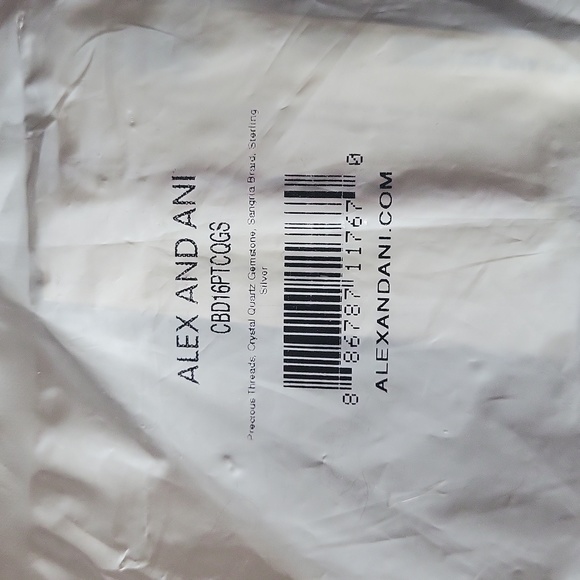 ALEX AND ANI
CBD16PTCQGS
Precious Threads, Crystal Quartz Gemstone, Sangria Braid, Sterling
Silver
8 86787 11767 0
ALEXANDANI.COM